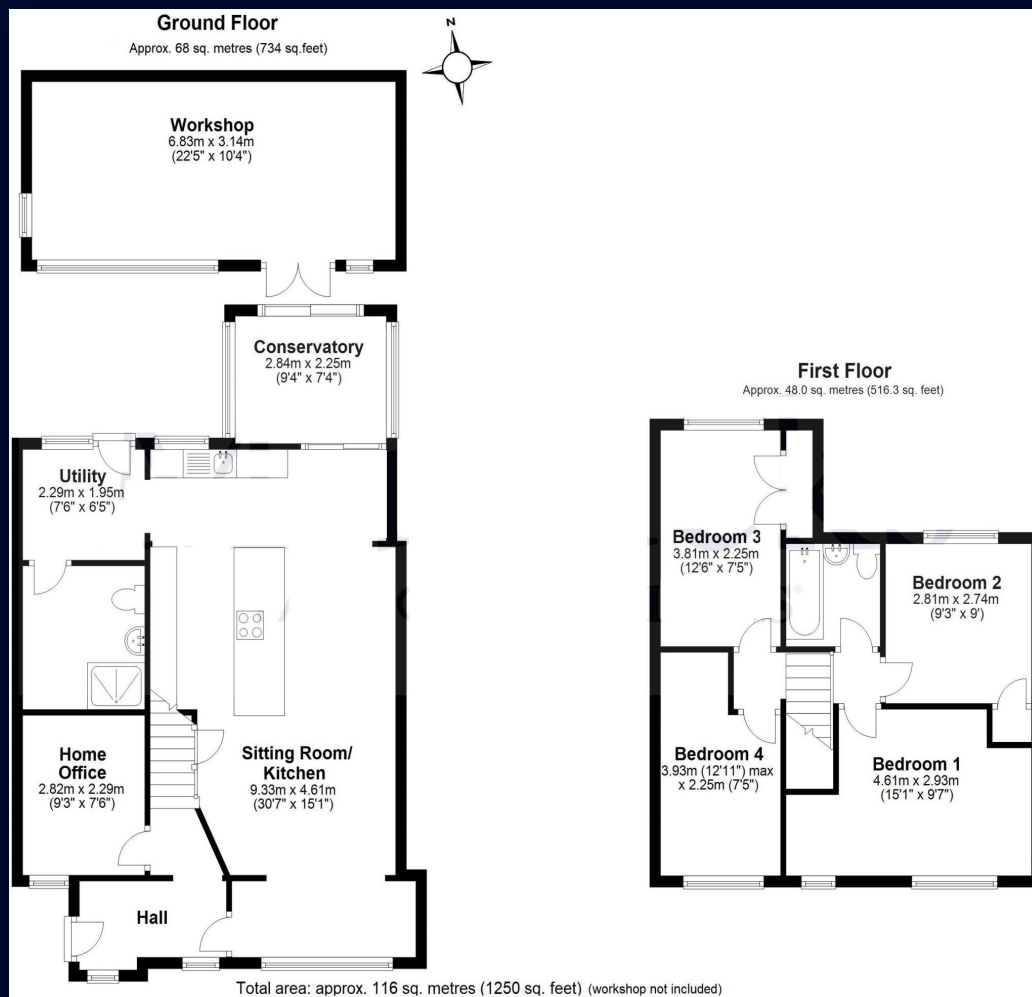 Ground Floor
Approx. 68 sq. metres (734 sq.feet)
N
Workshop
6.83m x 3.14m
(22'5" x 10'4")
Conservatory
2.84m x 2.25m
(9'4" x 7'4")
Utility
2.29m x 1.95m
(7'6" x 6'5")
Home
Office
2.82m x 2.29m
(9'3" x 7'6")
Sitting Room/
Kitchen
9.33m x 4.61m
(30'7" x 15'1")
Hall
First Floor
Approx. 48.0 sq. metres (516.3 sq. feet)
Bedroom 3
3.81m x 2.25m
(12'6" x 7'5")
Bedroom 2
2.81m x 2.74m
(9'3" x 9')
Bedroom 4
3.93m (12'11") max
x 2.25m (7'5")
Bedroom 1
4.61m x 2.93m
(15'1" x 9'7")
Total area: approx. 116 sq. metres (1250 sq. feet) (workshop not included)